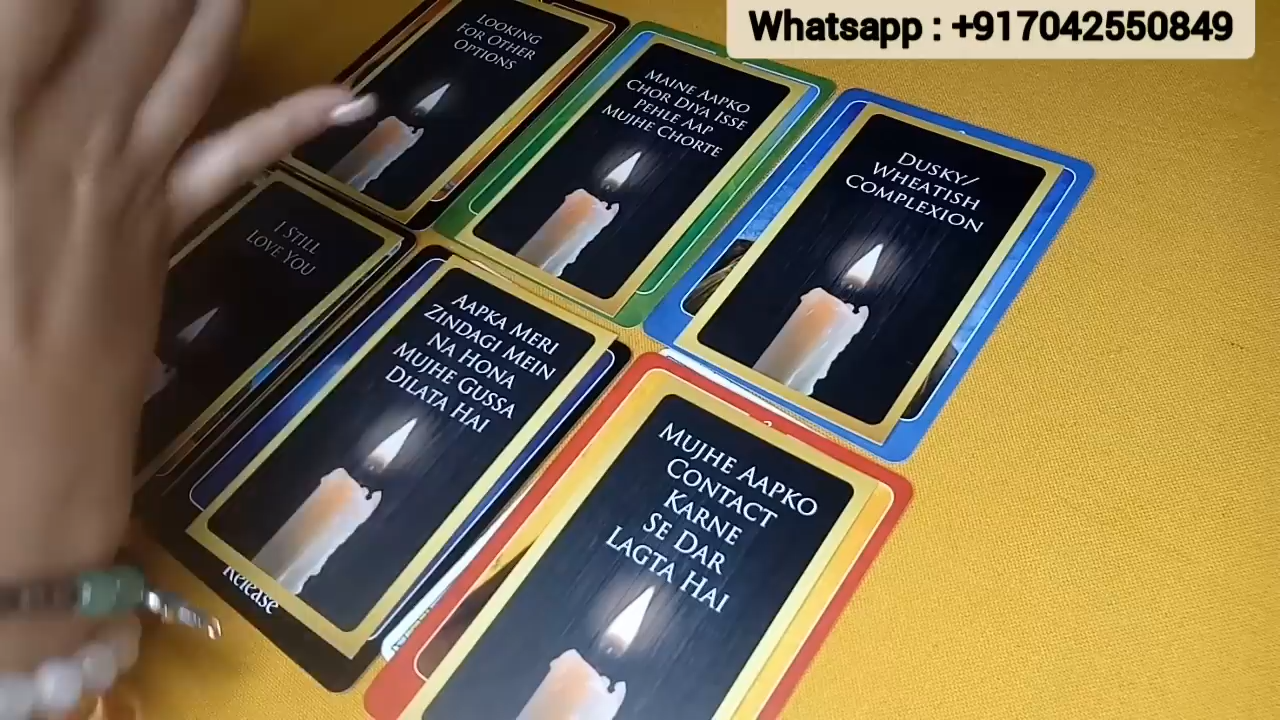 Whatsapp : +917042550849
LOOKING
FOR OTHER
OPTIONS
MAINE AAPKO
CHOR DIYA ISSE
PEHLE AAP
MUJHE CHORTE
DUSKY/
WHEATISH
COMPLEXION
I STILL
LOVE YOU
AAPKA MERI
ZINDAGI MEIN
NA HONA
MUJHE GUSSA
DILATA HAI
MUJHE AAPKO
CONTACT
KARNE
SE DAR
LAGTA HAI
Release